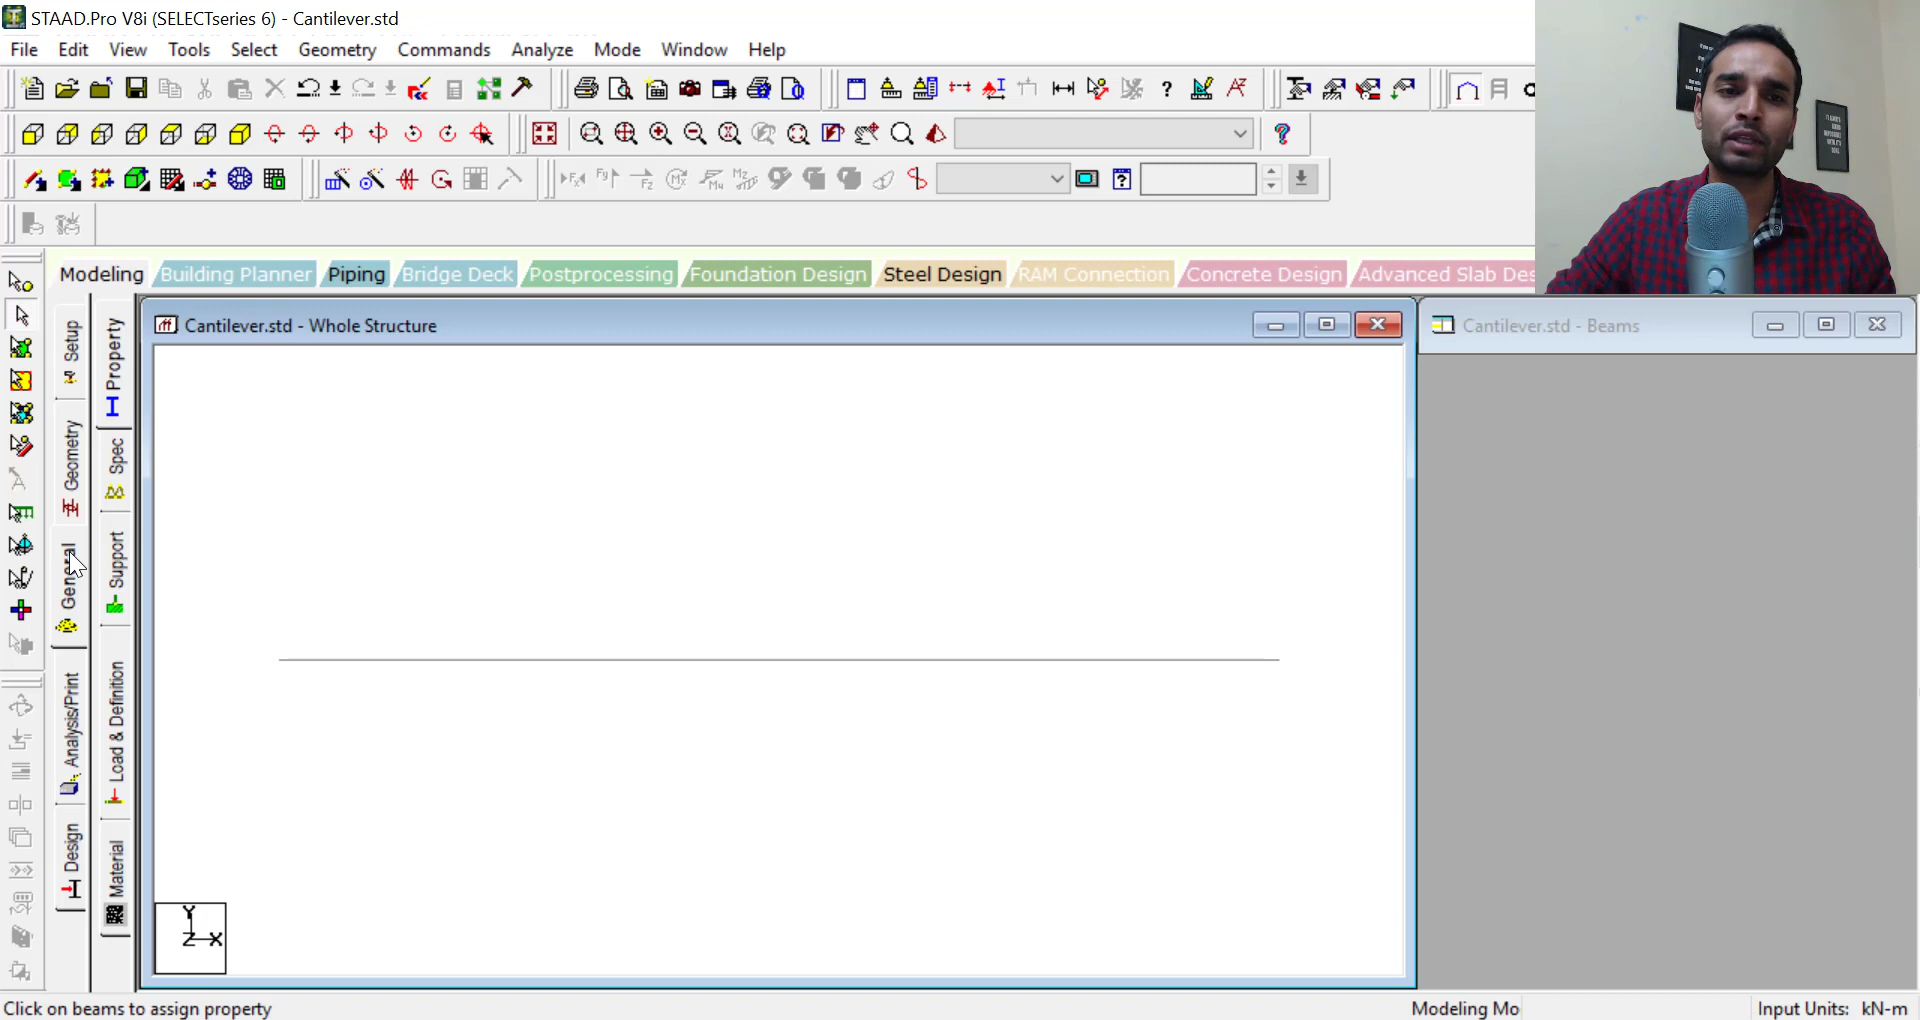 STAAD.Pro V8i (SELECTseries 6) - Cantilever.std
File Edit View Tools Select Geometry Commands Analyze Mode Window Help
Modeling Building Planner Piping Bridge Deck Postprocessing Foundation Design Steel Design RAM Connection Concrete Design Advanced Slab Des
Setup
Geometry
General
Analysis/Print
Design
Property
Spec
Support
Load & Definition
Material
Cantilever.std - Whole Structure
Cantilever.std - Beams
Y
Z X
Click on beams to assign property
Modeling Mo
Input Units: kN-m